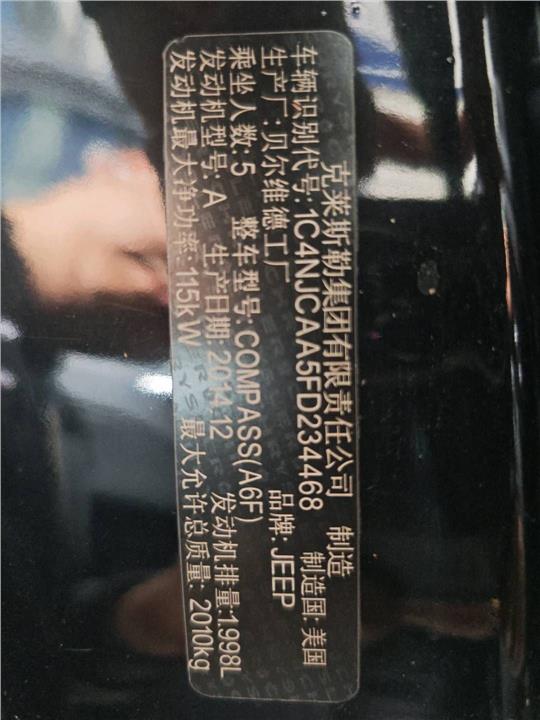 克莱斯勒集团有限责任公司 制造
车辆识别代号:1C4NJCAA5FD234468 制造国:美国
生产厂:贝尔维德工厂 品牌:JEEP
乘坐人数:5 整车型号:COMPASS(A6F)
发动机型号:A 生产日期:2014.12 发动机排量:1.998L
发动机最大净功率:115kW 最大允许总质量:2010kg